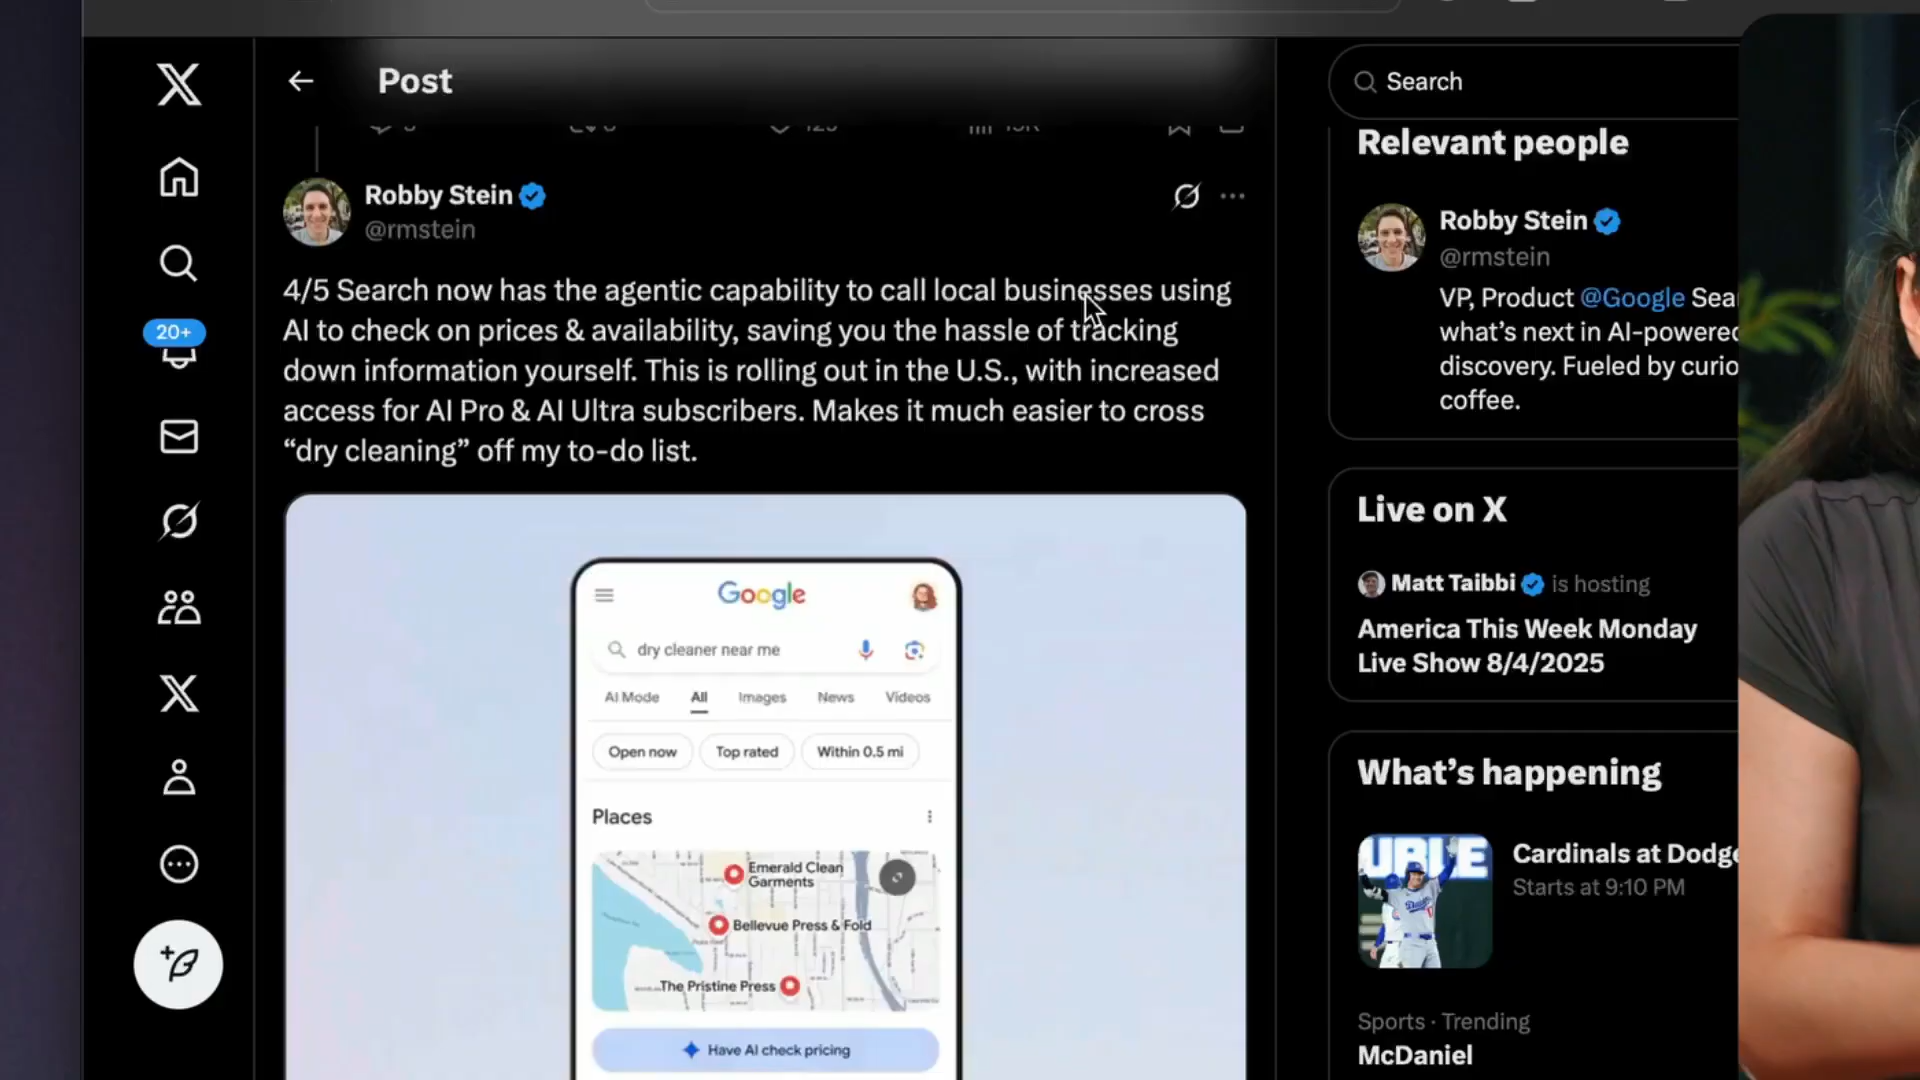 Post
Search
Relevant people
Robby Stein
@rmstein
4/5 Search now has the agentic capability to call local businesses using
AI to check on prices & availability, saving you the hassle of tracking
down information yourself. This is rolling out in the U.S., with increased
access for AI Pro & AI Ultra subscribers. Makes it much easier to cross
“dry cleaning” off my to-do list.
20+
Google
dry cleaner near me
AI Mode All Images News Videos
Open now Top rated Within 0.5 mi
Places
Emerald Clean
Garments
Bellevue Press & Fold
The Pristine Press
Have AI check pricing
Robby Stein
@rmstein
VP, Product @Google Sea
what’s next in AI-powered
discovery. Fueled by curio
coffee.
Live on X
Matt Taibbi is hosting
America This Week Monday
Live Show 8/4/2025
What’s happening
Cardinals at Dodge
Starts at 9:10 PM
Sports · Trending
McDaniel